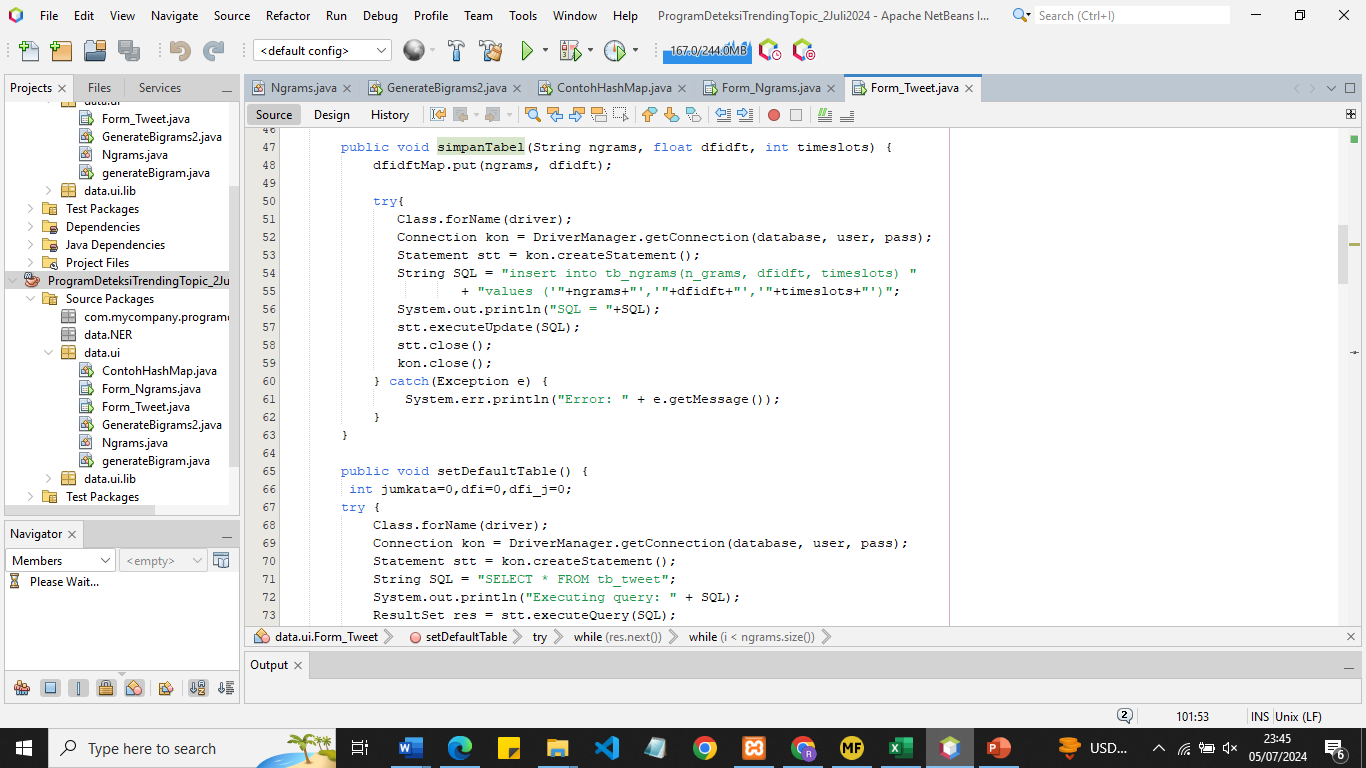 File Edit View Navigate Source Refactor Run Debug Profile Team Tools Window Help ProgramDeteksiTrendingTopic_2Juli2024 - Apache NetBeans I... Search (Ctrl+I)
<default config> 167.0/244.0MB
Projects Files Services
Ngrams.java GenerateBigrams2.java ContohHashMap.java Form_Ngrams.java Form_Tweet.java
Source Design History
data.ui
Form_Tweet.java
GenerateBigrams2.java
Ngrams.java
generateBigram.java
data.ui.lib
Test Packages
Dependencies
Java Dependencies
Project Files
ProgramDeteksiTrendingTopic_2Juli
Source Packages
com.mycompany.programd
data.NER
data.ui
ContohHashMap.java
Form_Ngrams.java
Form_Tweet.java
GenerateBigrams2.java
Ngrams.java
generateBigram.java
data.ui.lib
Test Packages
Navigator
Members <empty>
Please Wait...
46
47 public void simpanTabel(String ngrams, float dfidft, int timeslots) {
48 dfidftMap.put(ngrams, dfidft);
49
50 try{
51 Class.forName(driver);
52 Connection kon = DriverManager.getConnection(database, user, pass);
53 Statement stt = kon.createStatement();
54 String SQL = "insert into tb_ngrams(n_grams, dfidft, timeslots) "
55 + "values ('"+ngrams+"','"+dfidft+"','"+timeslots+"')";
56 System.out.println("SQL = "+SQL);
57 stt.executeUpdate(SQL);
58 stt.close();
59 kon.close();
60 } catch(Exception e) {
61 System.err.println("Error: " + e.getMessage());
62 }
63 }
64
65 public void setDefaultTable() {
66 int jumkata=0,dfi=0,dfi_j=0;
67 try {
68 Class.forName(driver);
69 Connection kon = DriverManager.getConnection(database, user, pass);
70 Statement stt = kon.createStatement();
71 String SQL = "SELECT * FROM tb_tweet";
72 System.out.println("Executing query: " + SQL);
73 ResultSet res = stt.executeQuery(SQL);
data.ui.Form_Tweet setDefaultTable try while (res.next()) while (i < ngrams.size())
Output
2 101:53 INS Unix (LF)
Type here to search USD... 23:45
05/07/2024 6